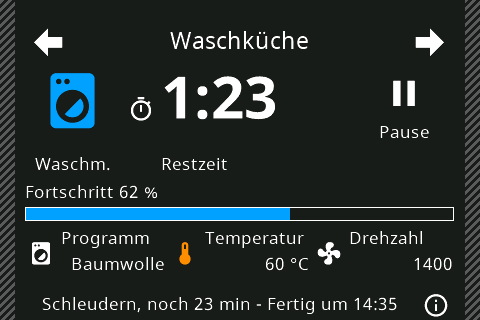 Waschküche
1:23
Pause
Waschm. Restzeit
Fortschritt 62 %
Programm Temperatur Drehzahl
Baumwolle 60 °C 1400
Schleudern, noch 23 min - Fertig um 14:35